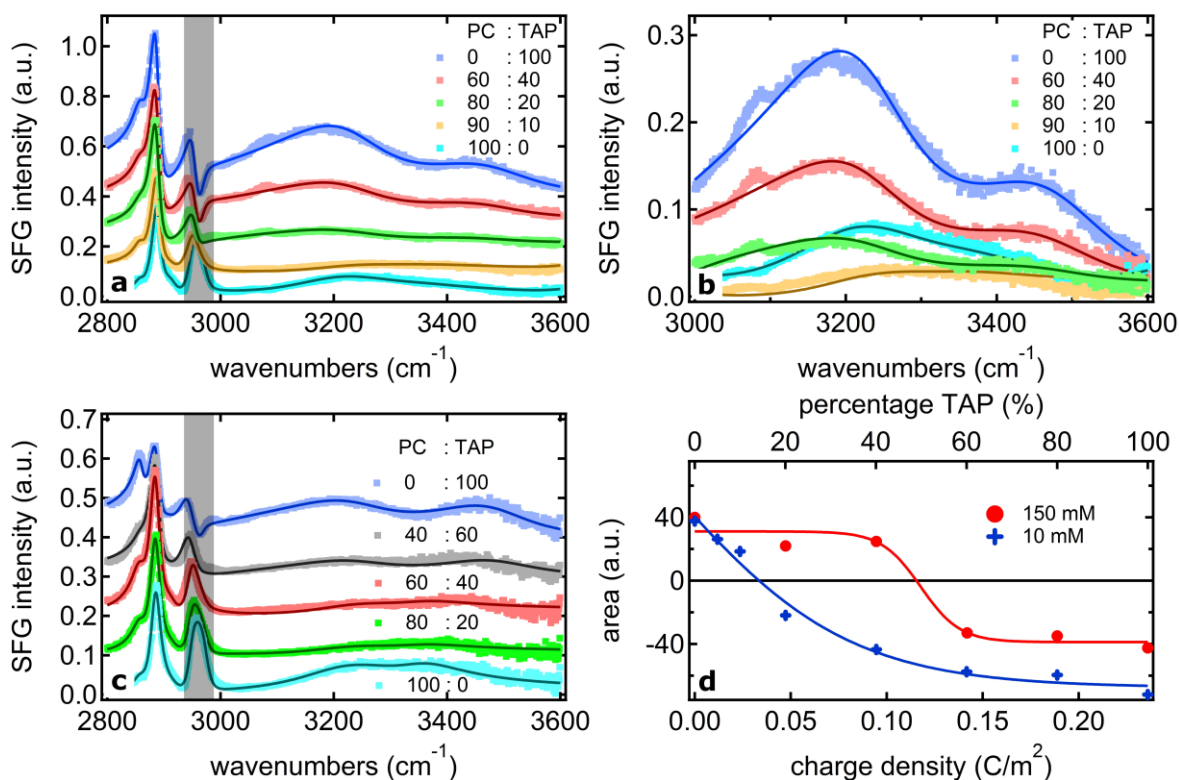 SFG intensity (a.u.)
1.0
0.8
0.6
0.4
0.2
0.0
PC : TAP
0 : 100
60 : 40
80 : 20
90 : 10
100 : 0
a
2800 3000 3200 3400 3600
wavenumbers (cm⁻¹)
SFG intensity (a.u.)
0.3
0.2
0.1
0.0
PC : TAP
0 : 100
60 : 40
80 : 20
90 : 10
100 : 0
b
3000 3200 3400 3600
wavenumbers (cm⁻¹)
SFG intensity (a.u.)
0.7
0.6
0.5
0.4
0.3
0.2
0.1
0.0
PC : TAP
0 : 100
40 : 60
60 : 40
80 : 20
100 : 0
c
2800 3000 3200 3400 3600
wavenumbers (cm⁻¹)
percentage TAP (%)
0 20 40 60 80 100
area (a.u.)
40
0
-40
150 mM
10 mM
d
0.00 0.05 0.10 0.15 0.20
charge density (C/m²)